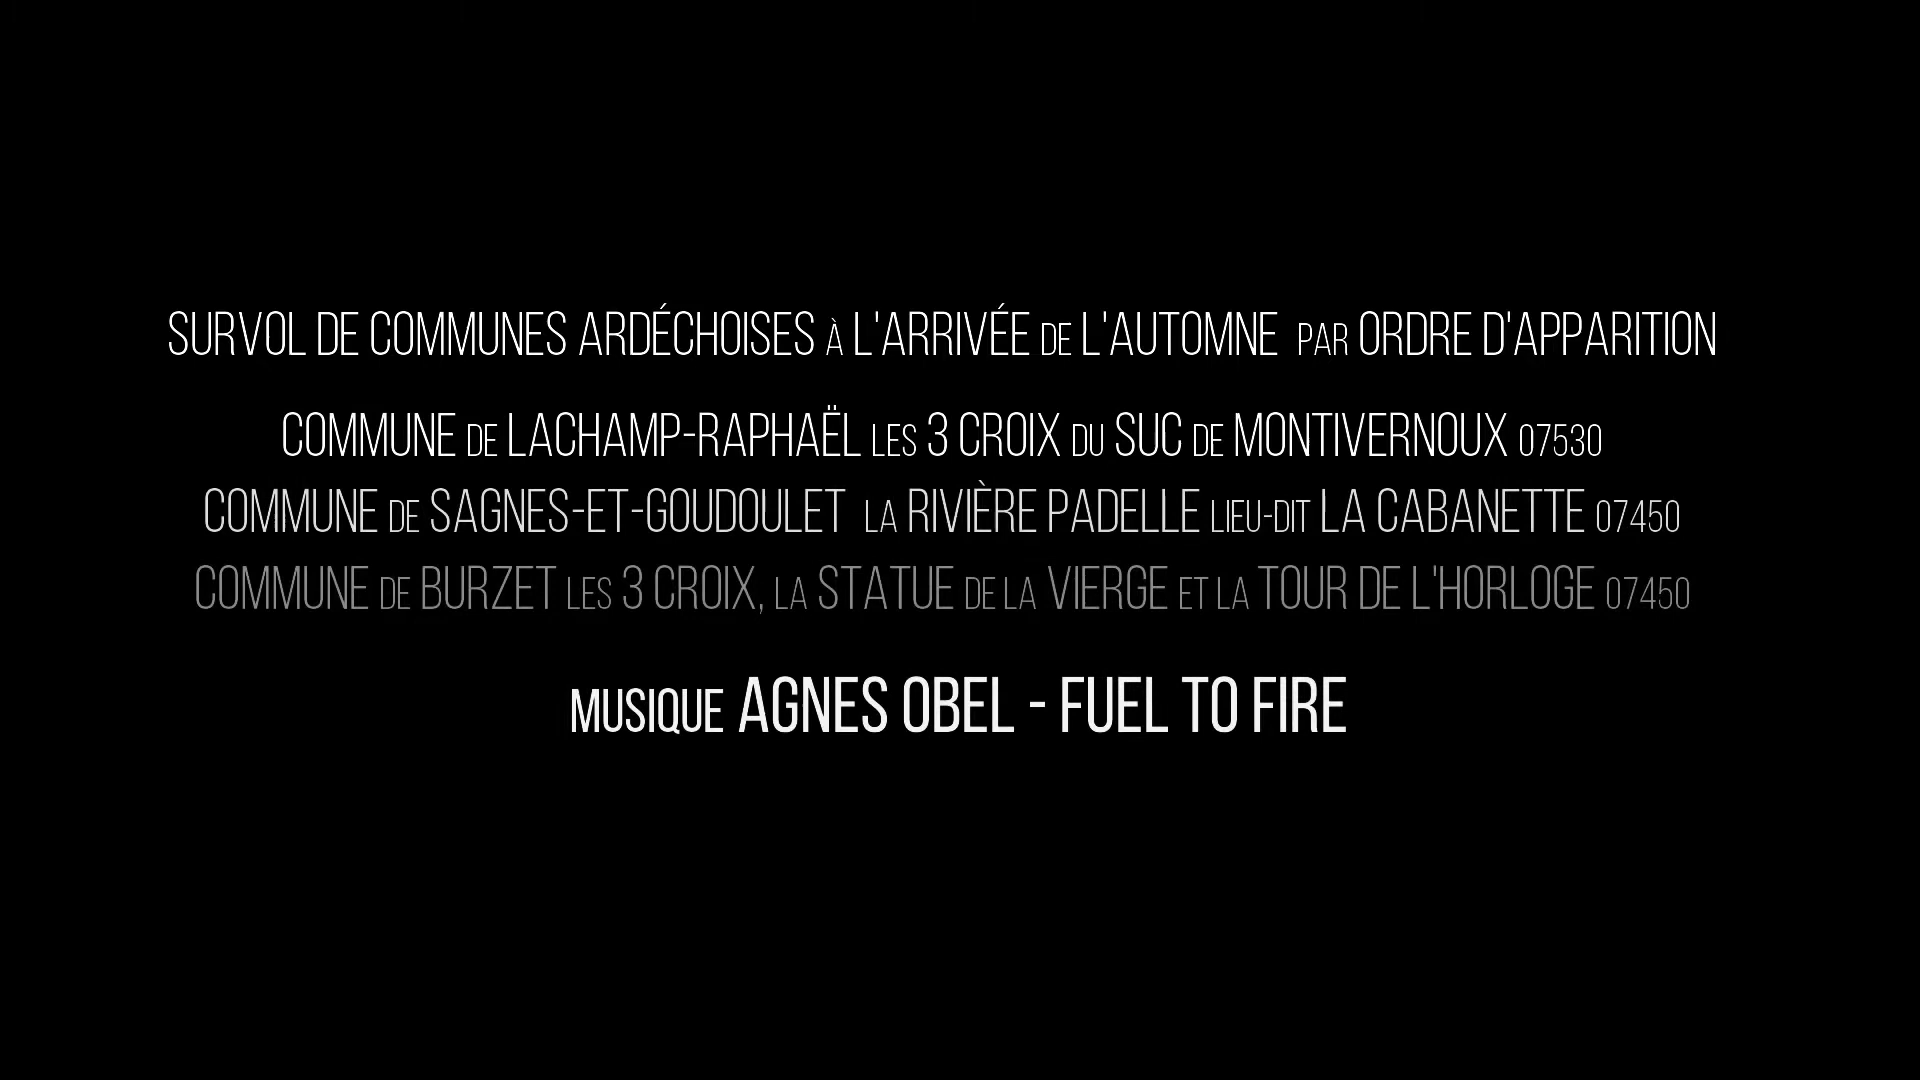 SURVOL DE COMMUNES ARDÉCHOISES À L'ARRIVÉE DE L'AUTOMNE PAR ORDRE D'APPARITION
COMMUNE DE LACHAMP-RAPHAËL LES 3 CROIX DU SUC DE MONTIVERNOUX 07530
COMMUNE DE SAGNES-ET-GOUDOULET LA RIVIÈRE PADELLE LIEU-DIT LA CABANETTE 07450
COMMUNE DE BURZET LES 3 CROIX, LA STATUE DE LA VIERGE ET LA TOUR DE L'HORLOGE 07450
MUSIQUE AGNES OBEL - FUEL TO FIRE